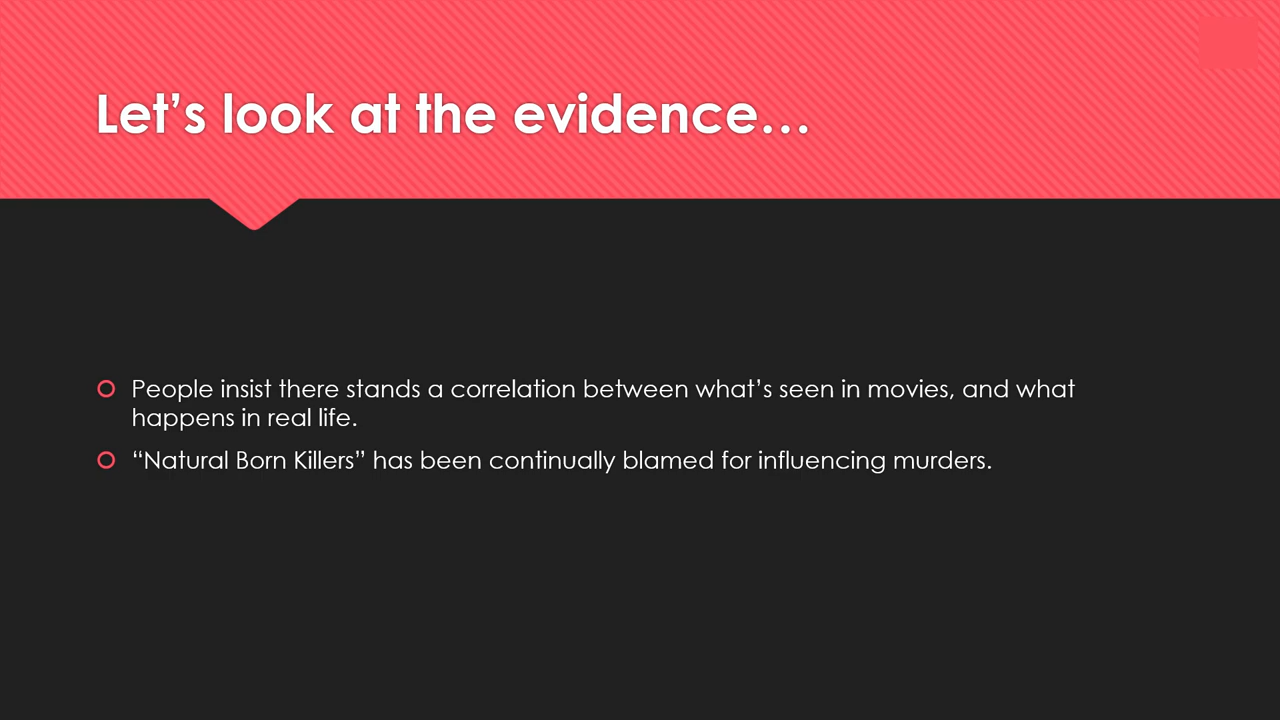 Let’s look at the evidence…
People insist there stands a correlation between what’s seen in movies, and what
happens in real life.
“Natural Born Killers” has been continually blamed for influencing murders.